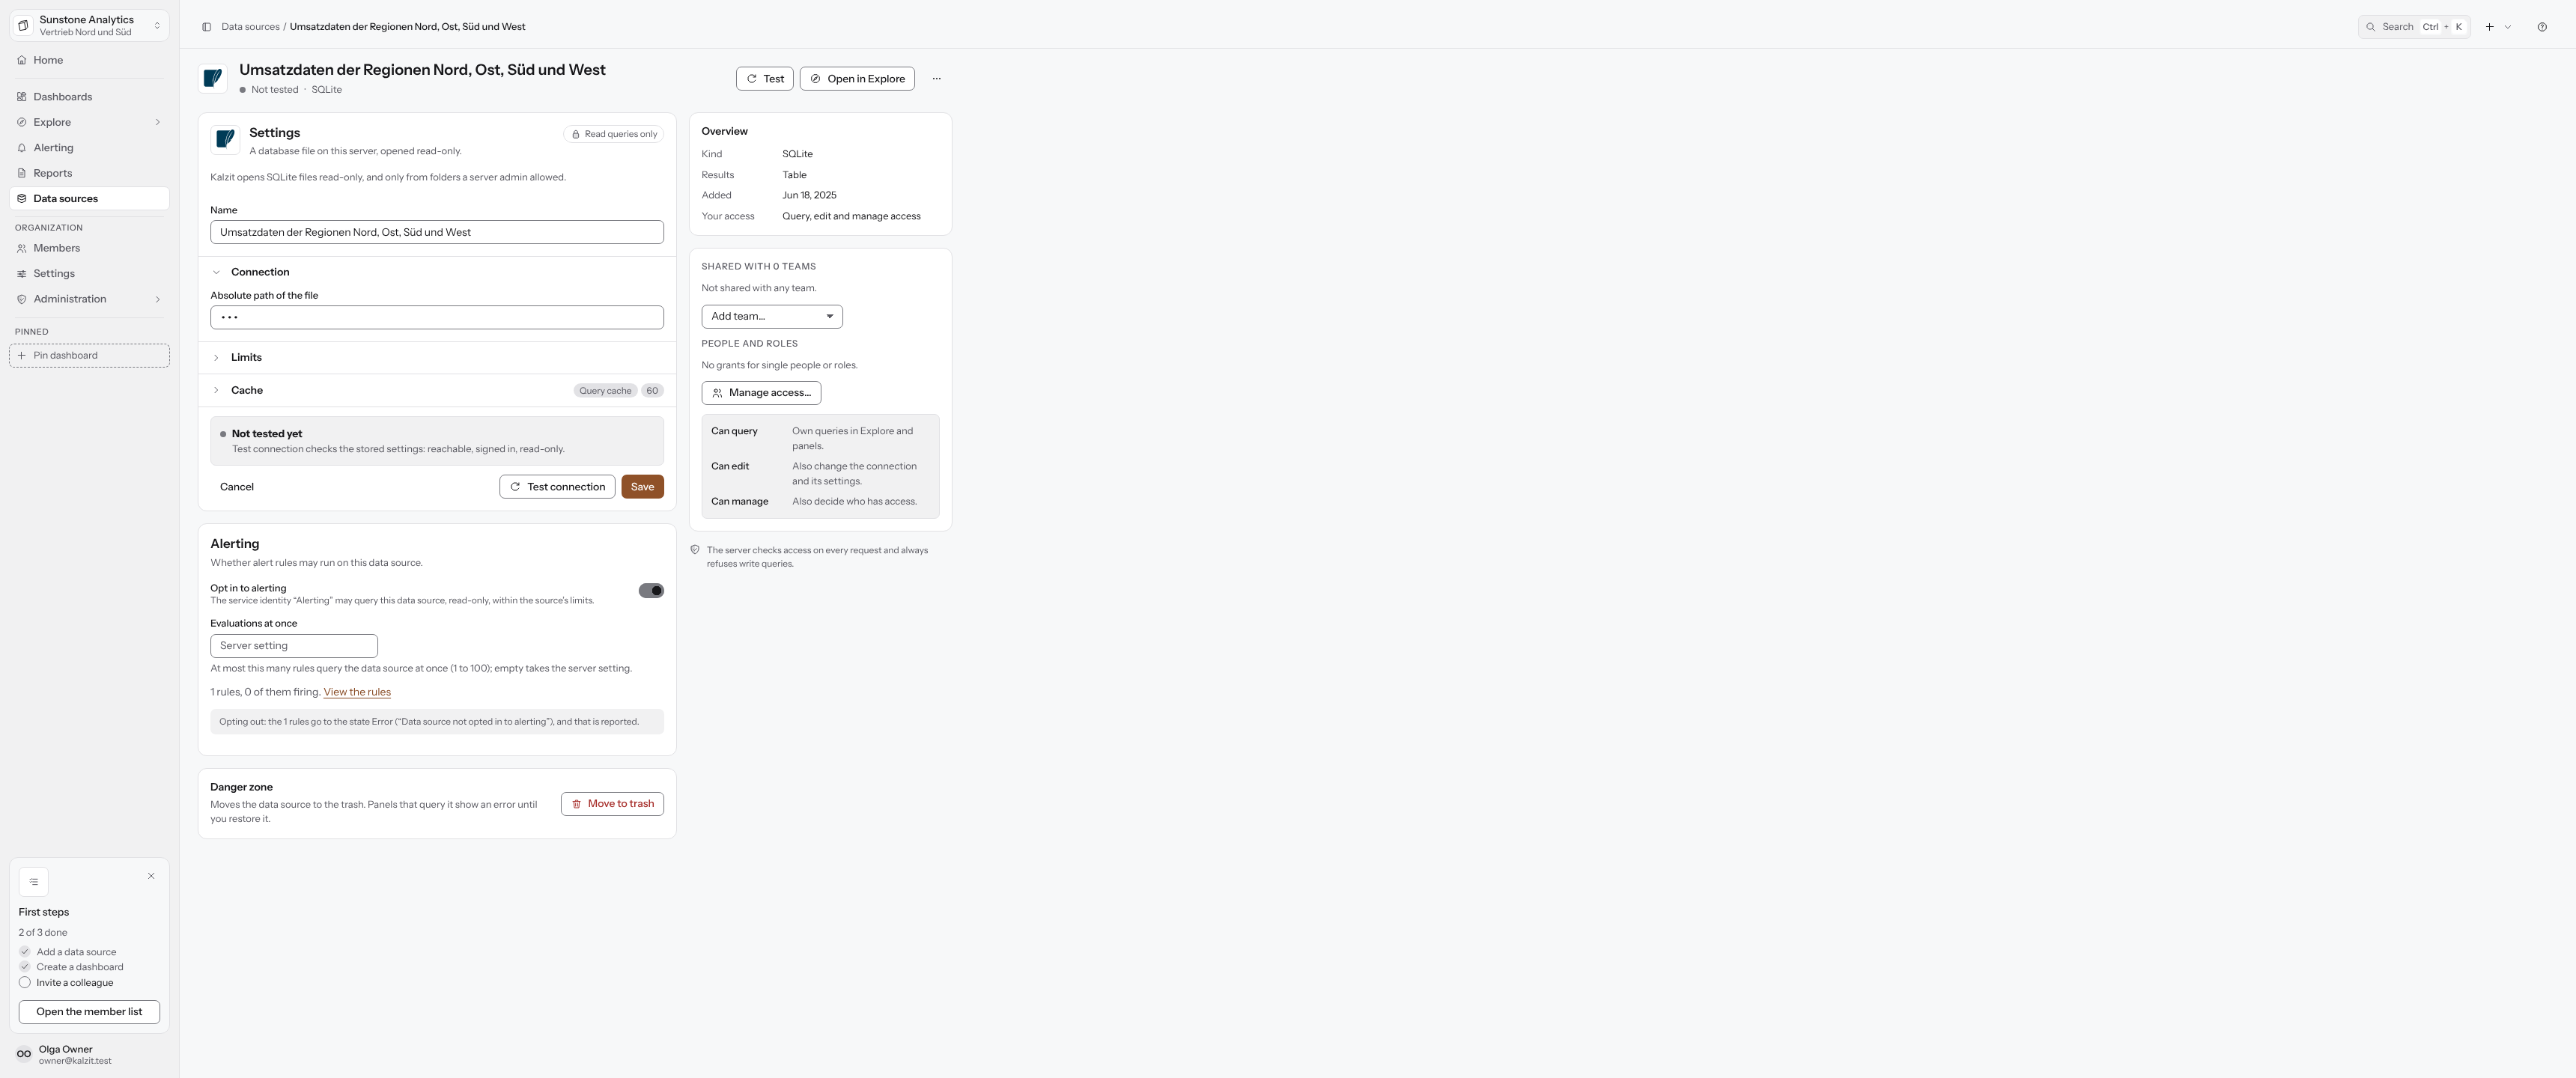 Sunstone Analytics
Vertrieb Nord und Süd
Home
Dashboards
Explore
Alerting
Reports
Data sources
ORGANIZATION
Members
Settings
Administration
PINNED
Pin dashboard
First steps
2 of 3 done
Add a data source
Create a dashboard
Invite a colleague
Open the member list
OO
Olga Owner
owner@kalzit.test
Data sources / Umsatzdaten der Regionen Nord, Ost, Süd und West
Search Ctrl + K
Umsatzdaten der Regionen Nord, Ost, Süd und West
Not tested · SQLite
Test
Open in Explore
Settings
Read queries only
A database file on this server, opened read-only.
Kalzit opens SQLite files read-only, and only from folders a server admin allowed.
Name
Umsatzdaten der Regionen Nord, Ost, Süd und West
Connection
Absolute path of the file
•••
Limits
Cache
Query cache 60
Not tested yet
Test connection checks the stored settings: reachable, signed in, read-only.
Cancel
Test connection
Save
Alerting
Whether alert rules may run on this data source.
Opt in to alerting
The service identity “Alerting” may query this data source, read-only, within the source's limits.
Evaluations at once
Server setting
At most this many rules query the data source at once (1 to 100); empty takes the server setting.
1 rules, 0 of them firing. View the rules
Opting out: the 1 rules go to the state Error (“Data source not opted in to alerting”), and that is reported.
Danger zone
Moves the data source to the trash. Panels that query it show an error until
you restore it.
Move to trash
Overview
Kind SQLite
Results Table
Added Jun 18, 2025
Your access Query, edit and manage access
SHARED WITH 0 TEAMS
Not shared with any team.
Add team...
PEOPLE AND ROLES
No grants for single people or roles.
Manage access...
Can query Own queries in Explore and
panels.
Can edit Also change the connection
and its settings.
Can manage Also decide who has access.
The server checks access on every request and always
refuses write queries.